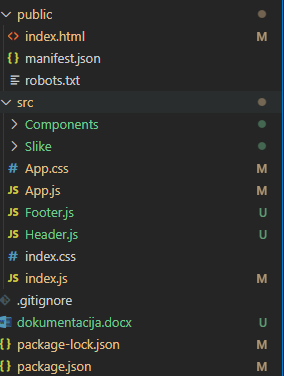 public
index.html M
manifest.json
robots.txt
src
Components
Slike
App.css M
JS App.js M
JS Footer.js U
JS Header.js U
index.css
JS index.js M
.gitignore
dokumentacija.docx U
package-lock.json M
package.json M